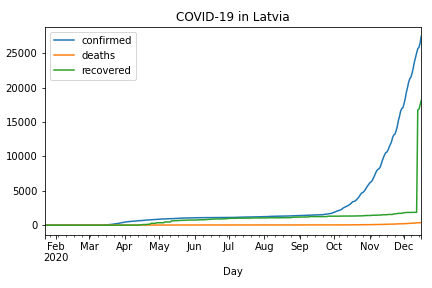 COVID-19 in Latvia
confirmed
deaths
recovered
25000
20000
15000
10000
5000
0
Feb Mar Apr May Jun Jul Aug Sep Oct Nov Dec
2020
Day